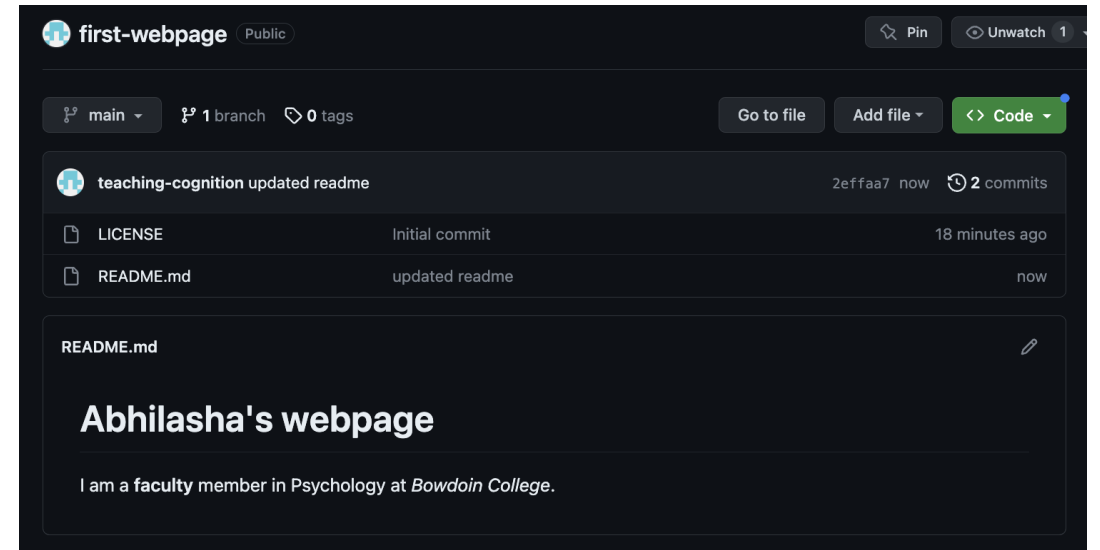 first-webpage Public Pin Unwatch 1
main 1 branch 0 tags Go to file Add file <> Code
teaching-cognition updated readme 2effaa7 now 2 commits
LICENSE Initial commit 18 minutes ago
README.md updated readme now
README.md
Abhilasha's webpage
I am a faculty member in Psychology at Bowdoin College.